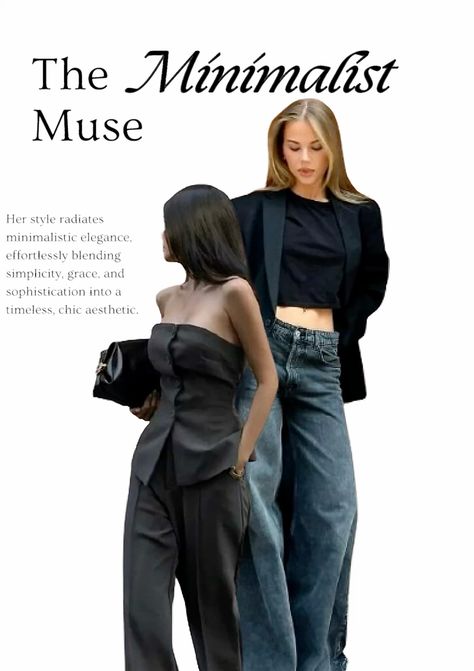 The Minimalist
Muse
Her style radiates
minimalistic elegance,
effortlessly blending
simplicity, grace, and
sophistication into a
timeless, chic aesthetic.